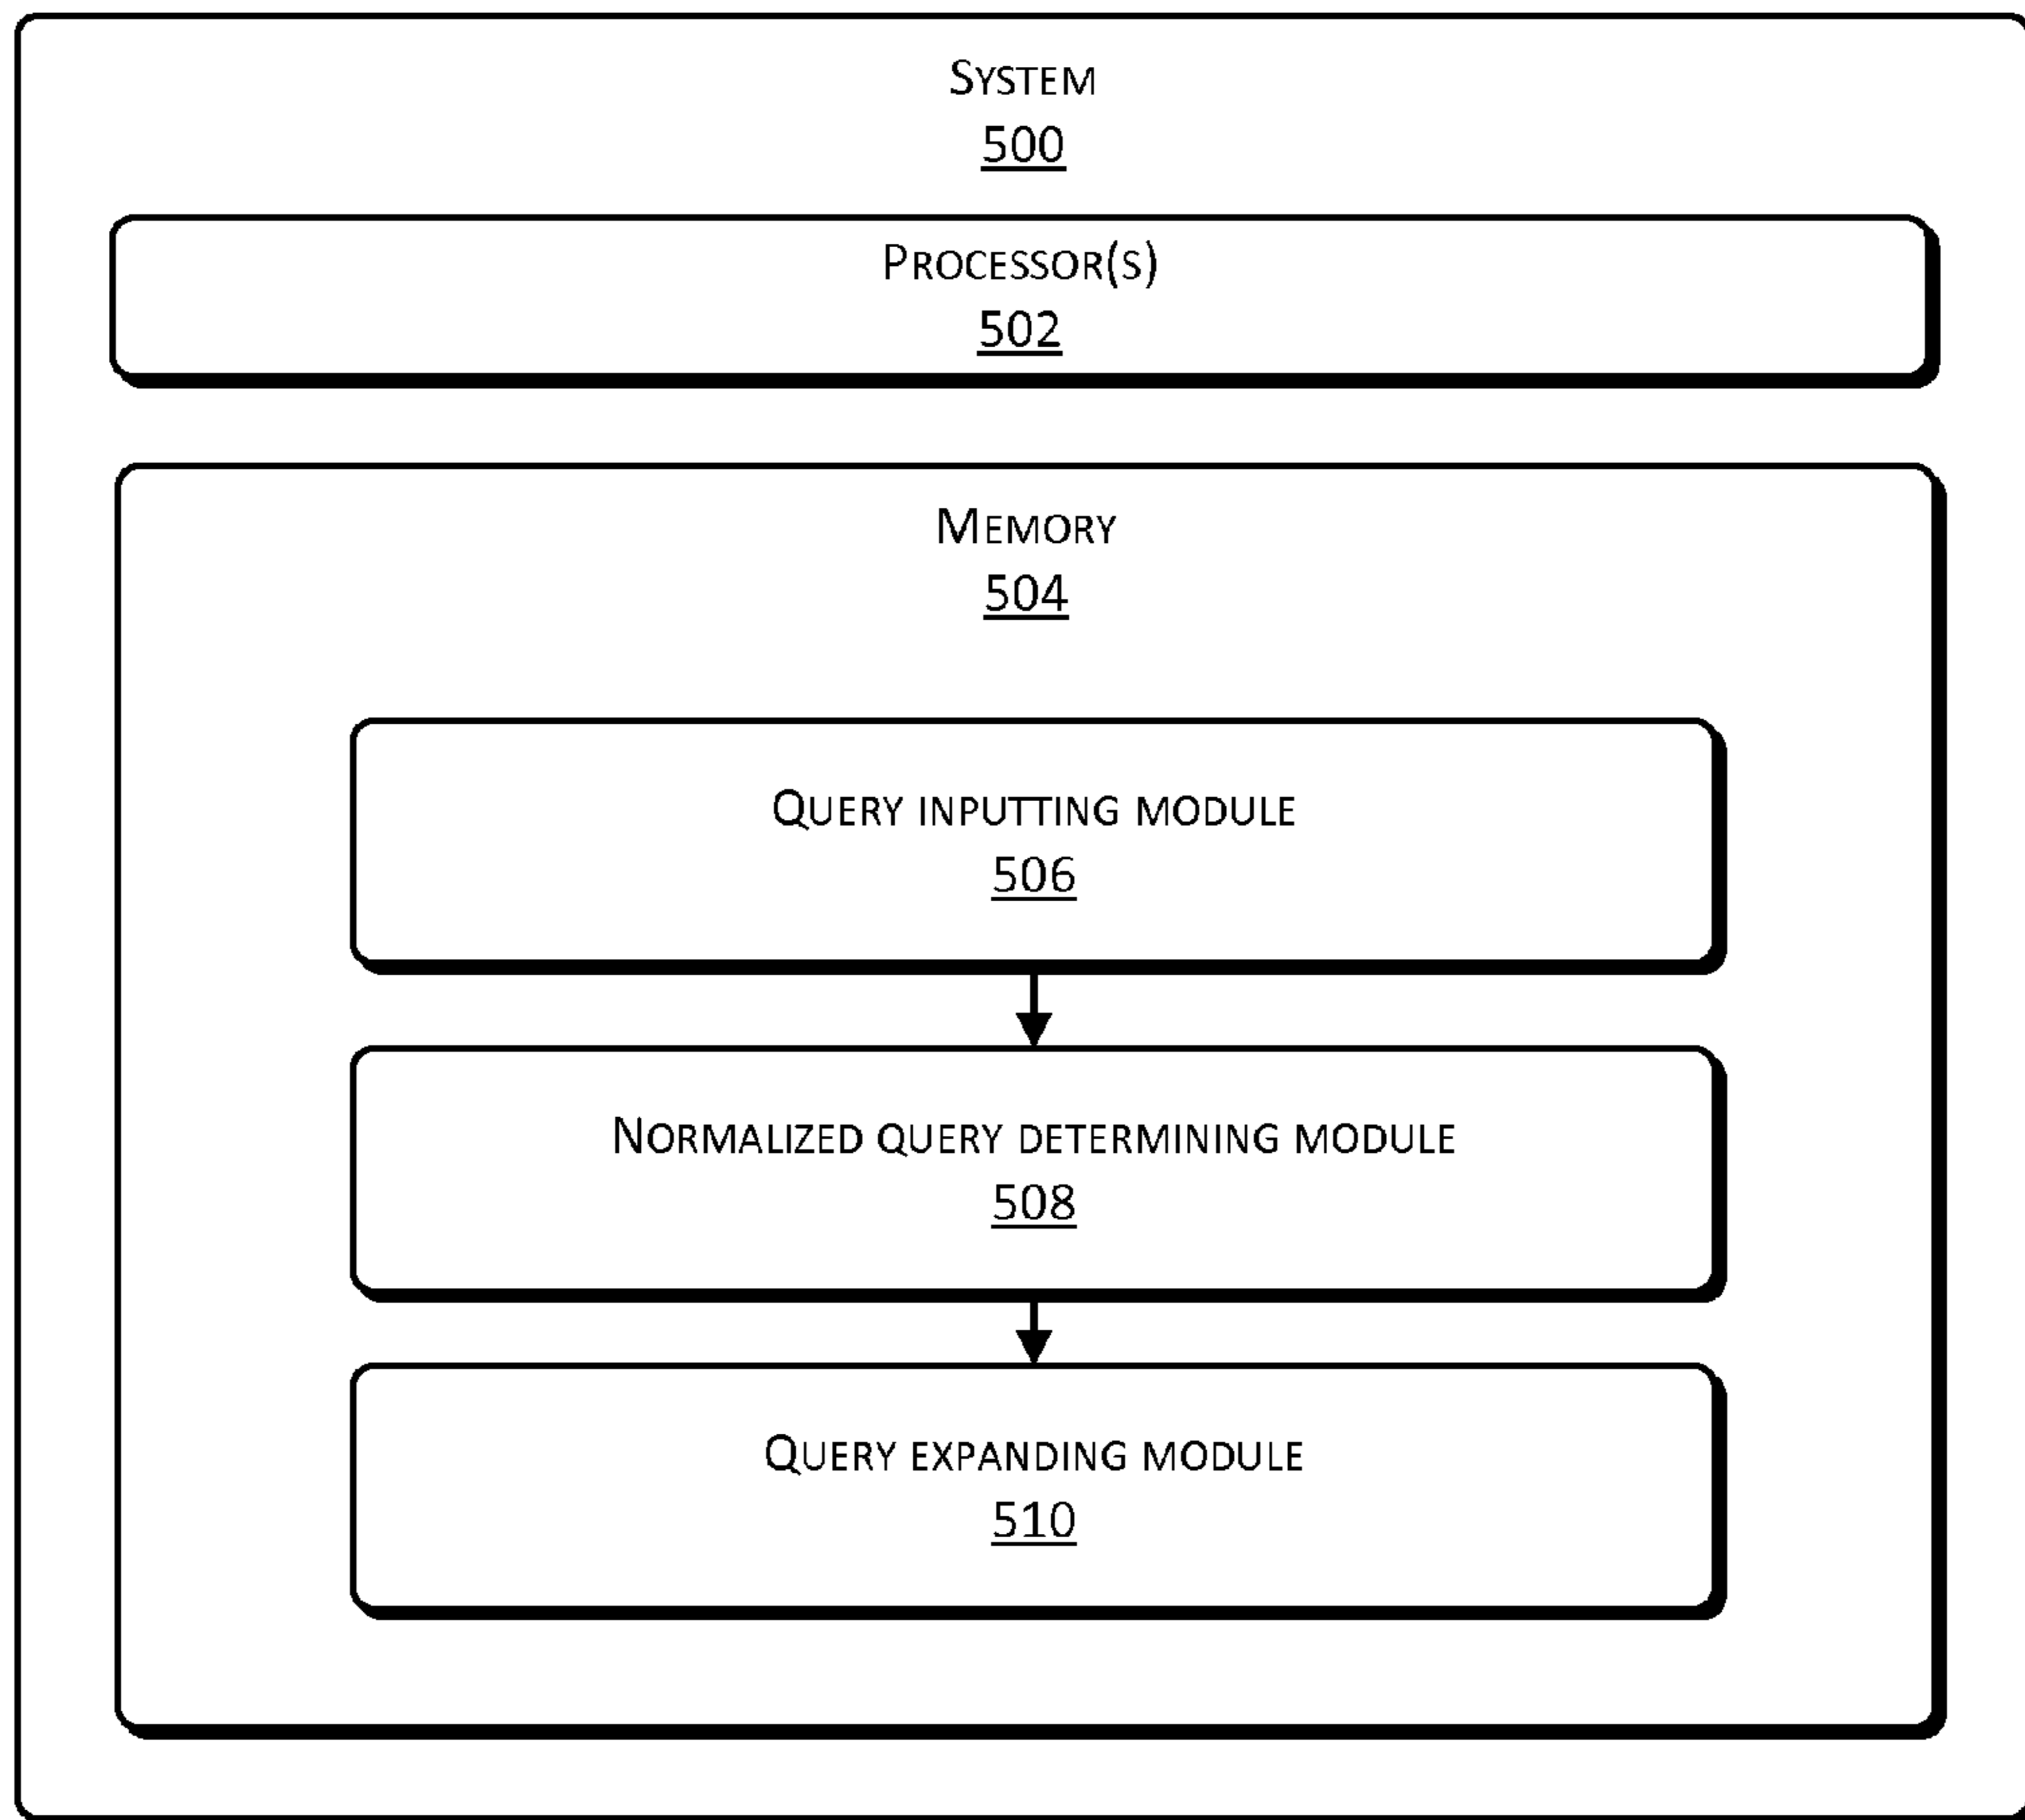 SYSTEM
500
PROCESSOR(S)
502
MEMORY
504
QUERY INPUTTING MODULE
506
NORMALIZED QUERY DETERMINING MODULE
508
QUERY EXPANDING MODULE
510